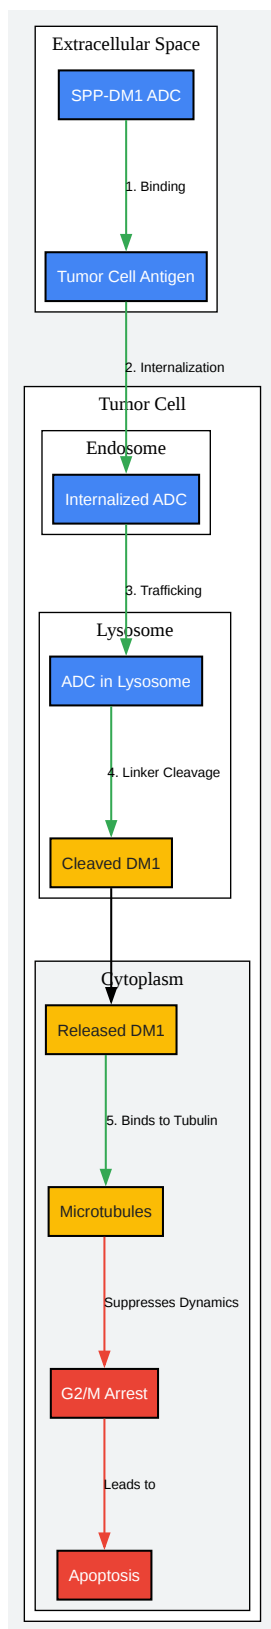 Extracellular Space
SPP-DM1 ADC
1. Binding
Tumor Cell Antigen
2. Internalization
Tumor Cell
Endosome
Internalized ADC
3. Trafficking
Lysosome
ADC in Lysosome
4. Linker Cleavage
Cleaved DM1
Cytoplasm
Released DM1
5. Binds to Tubulin
Microtubules
Suppresses Dynamics
G2/M Arrest
Leads to
Apoptosis